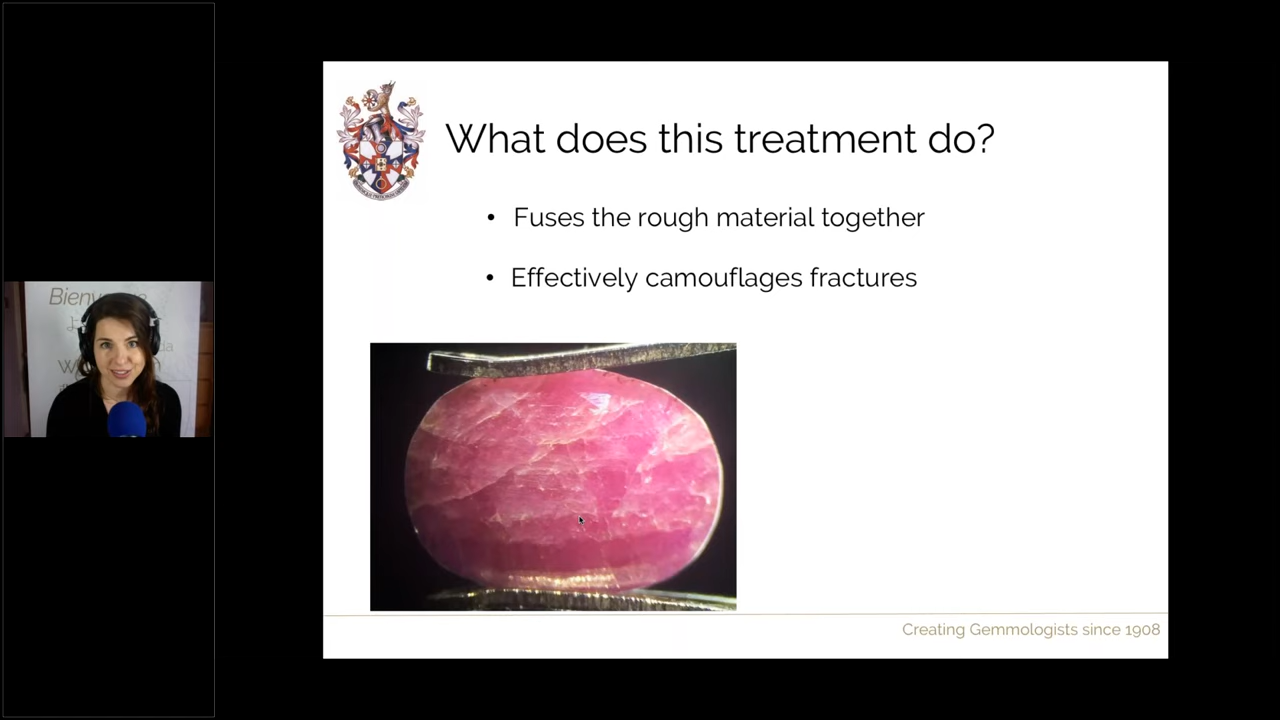 What does this treatment do?
• Fuses the rough material together
• Effectively camouflages fractures
Creating Gemmologists since 1908